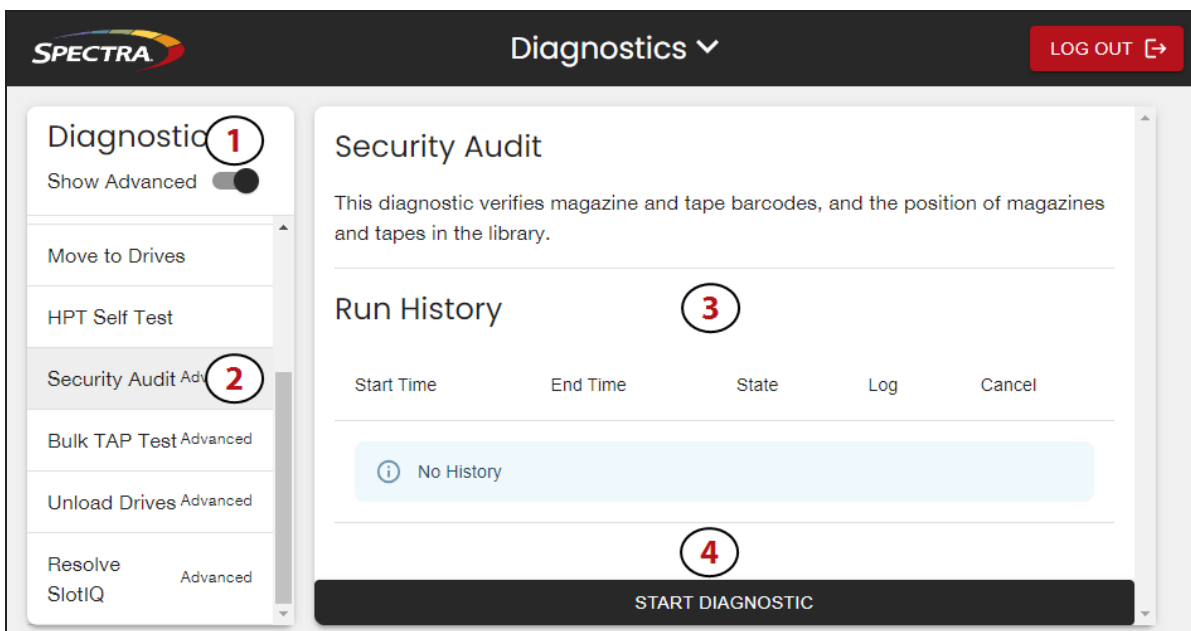 SPECTRA
Diagnostics
LOG OUT
Diagnostic
1
Show Advanced
Move to Drives
HPT Self Test
Security Audit
2
Bulk TAP Test Advanced
Unload Drives Advanced
Resolve
SlotIQ
Advanced
Security Audit
This diagnostic verifies magazine and tape barcodes, and the position of magazines
and tapes in the library.
Run History
3
Start Time End Time State Log Cancel
No History
4
START DIAGNOSTIC